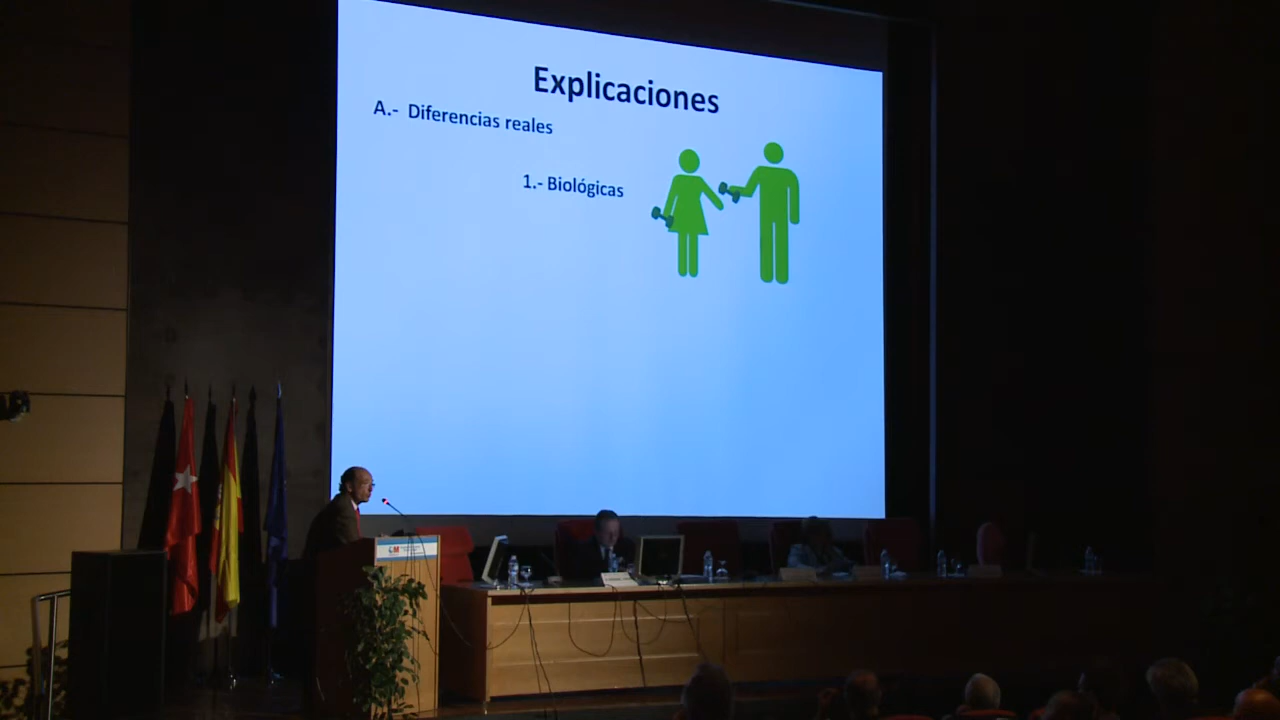 Explicaciones
A.- Diferencias reales
1.- Biológicas